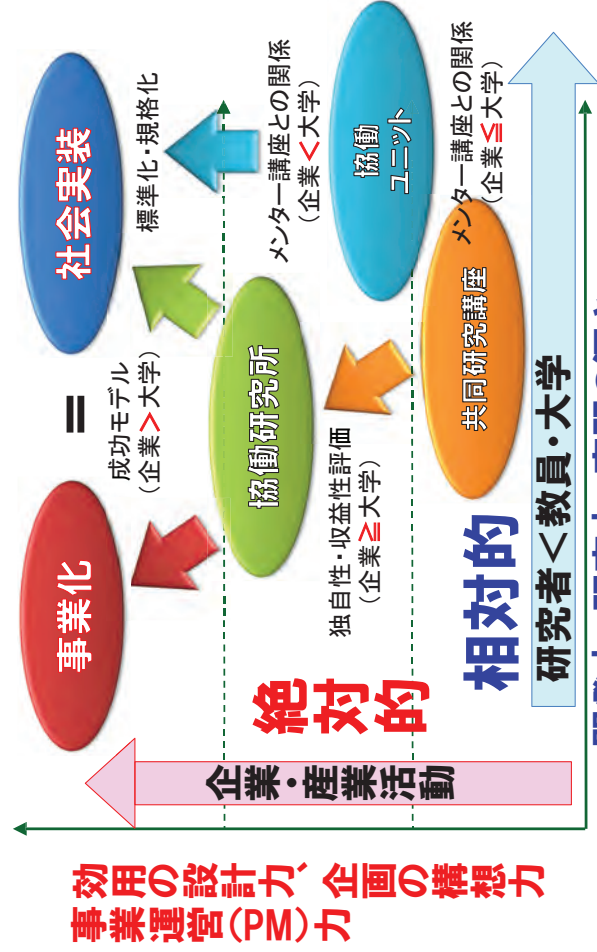 事業化
=
社会実装
成功モデル
(企業>大学)
標準化・規格化
協働研究所
メンター講座との関係
(企業<大学)
協働
ユニット
独自性・収益性評価
(企業≧大学)
メンター講座との関係
(企業≦大学)
共同研究講座
絶対的
相対的
企業・産業活動
研究者<教員・大学
効用の設計力、企画の構想力
事業運営(PM)力